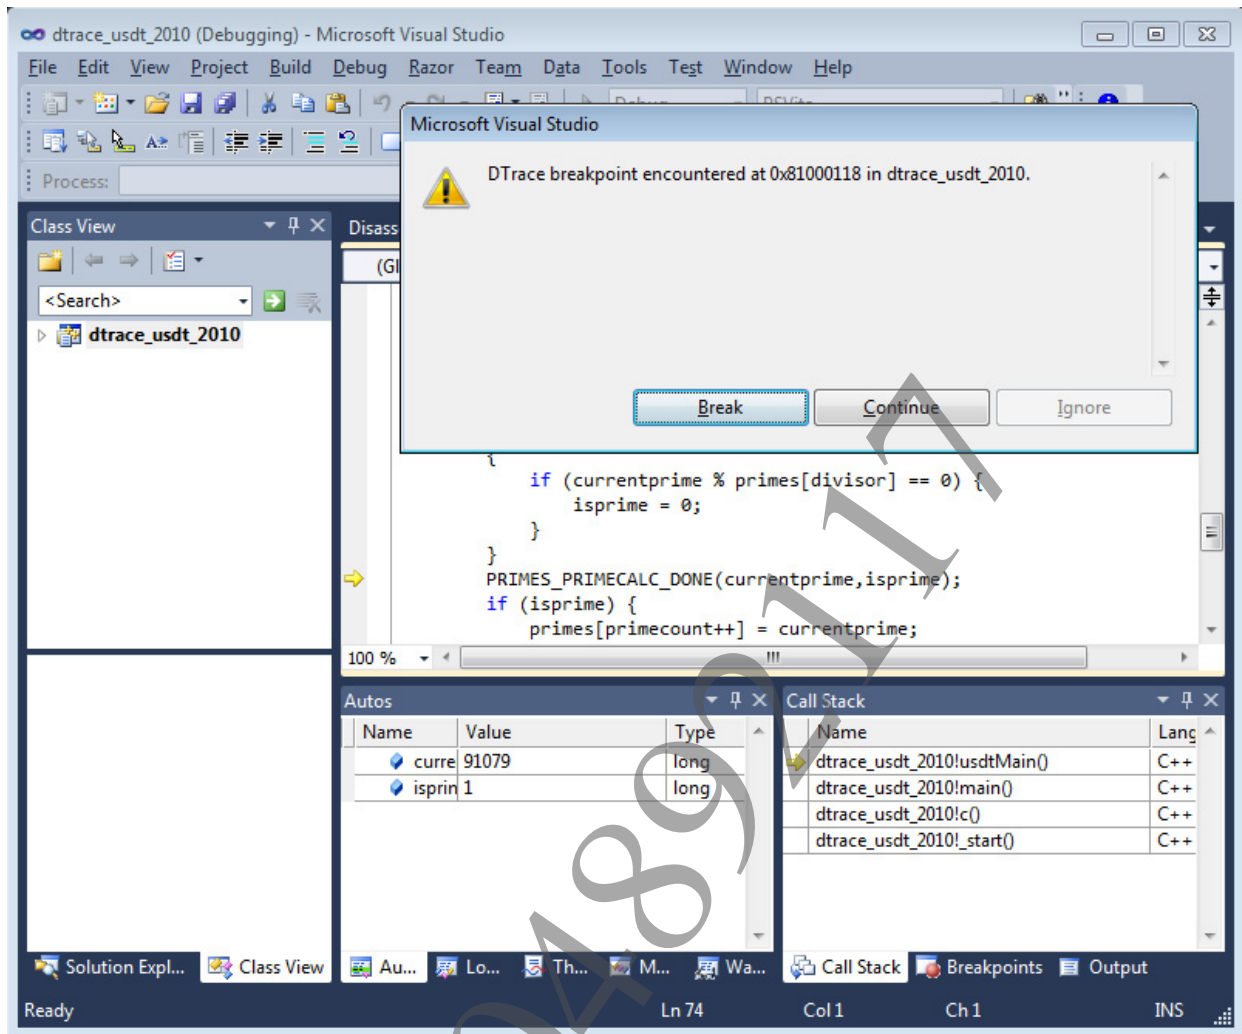 dtrace_usdt_2010 (Debugging) - Microsoft Visual Studio
File Edit View Project Build Debug Razor Team Data Tools Test Window Help
Process:
Microsoft Visual Studio
DTrace breakpoint encountered at 0x81000118 in dtrace_usdt_2010.
Break Continue Ignore
Class View
<Search>
dtrace_usdt_2010
Disass
(Gl
{
if (currentprime % primes[divisor] == 0) {
isprime = 0;
}
}
PRIMES_PRIMECALC_DONE(currentprime,isprime);
if (isprime) {
primes[primecount++] = currentprime;
100 %
Autos
Name Value Type
curre 91079 long
isprin 1 long
Call Stack
Name Lang
dtrace_usdt_2010!usdtMain() C++
dtrace_usdt_2010!main() C++
dtrace_usdt_2010!c() C++
dtrace_usdt_2010!_start() C++
Solution Expl... Class View Au... Lo... Th... M... Wa... Call Stack Breakpoints Output
Ready Ln 74 Col 1 Ch 1 INS
04892117